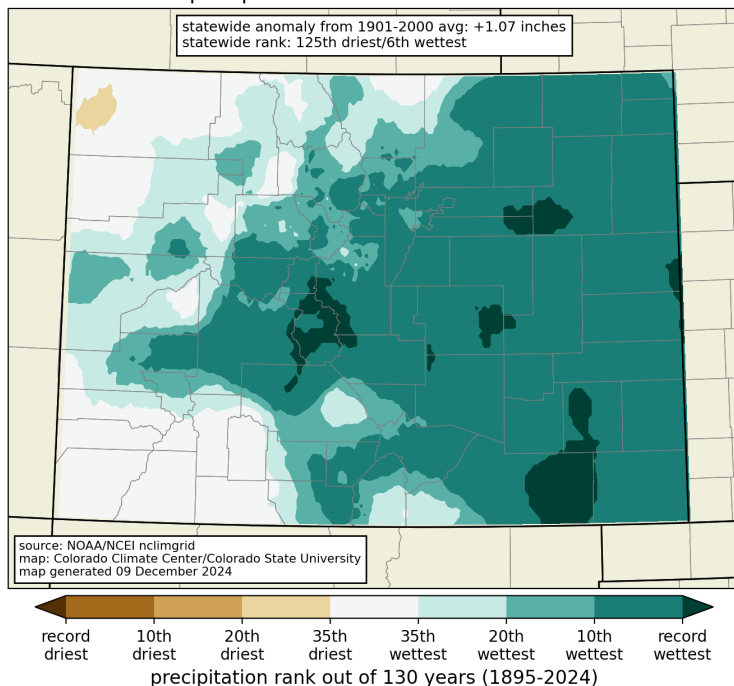 statewide anomaly from 1901-2000 avg: +1.07 inches
statewide rank: 125th driest/6th wettest
source: NOAA/NCEI nclimgrid
map: Colorado Climate Center/Colorado State University
map generated 09 December 2024
record driest
10th driest
20th driest
35th driest
35th wettest
20th wettest
10th wettest
record wettest
precipitation rank out of 130 years (1895-2024)